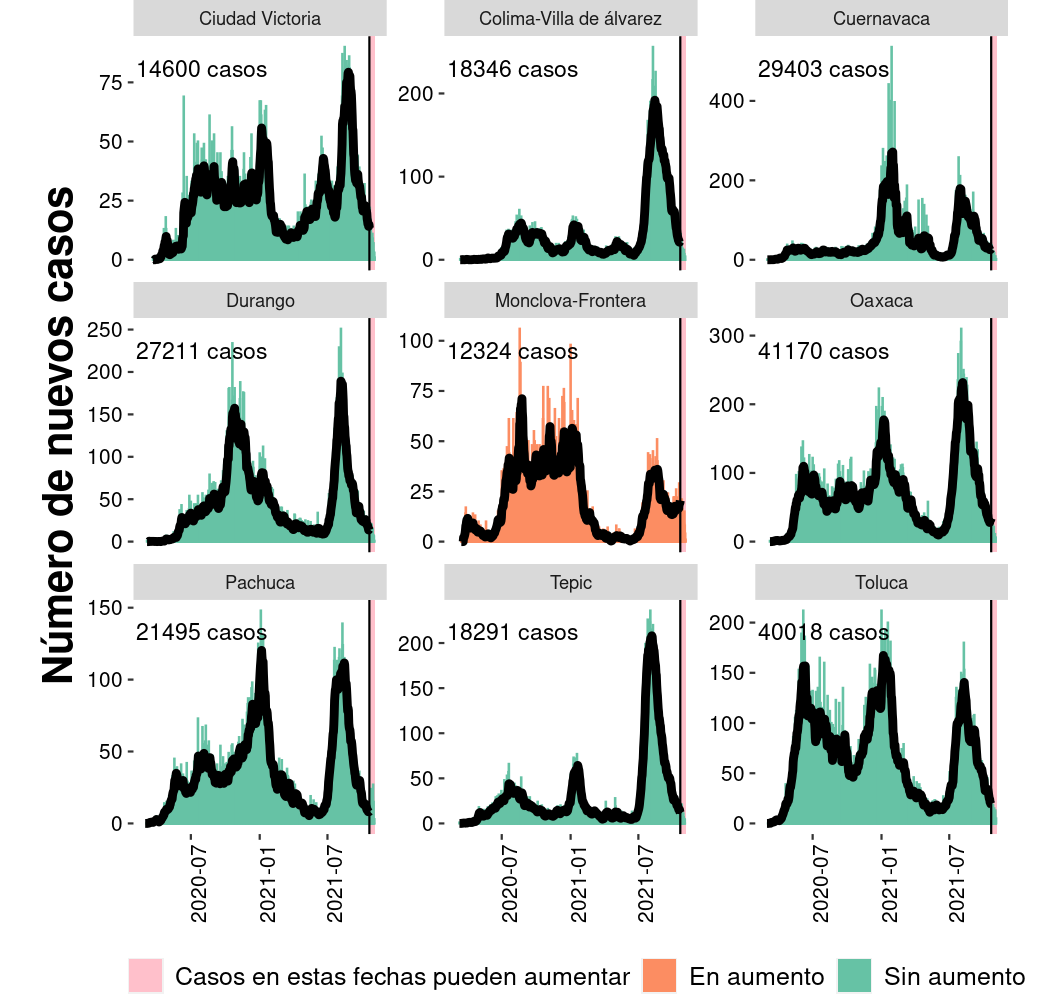 Número de nuevos casos
Ciudad Victoria
Colima-Villa de álvarez
Cuernavaca
14600 casos
18346 casos
29403 casos
75
50
25
0
200
100
0
400
200
0
Durango
Monclova-Frontera
Oaxaca
27211 casos
12324 casos
41170 casos
250
200
150
100
50
0
100
75
50
25
0
300
200
100
0
Pachuca
Tepic
Toluca
21495 casos
18291 casos
40018 casos
150
100
50
0
200
150
100
50
0
200
150
100
50
0
2020-07
2021-01
2021-07
2020-07
2021-01
2021-07
2020-07
2021-01
2021-07
Casos en estas fechas pueden aumentar
En aumento
Sin aumento